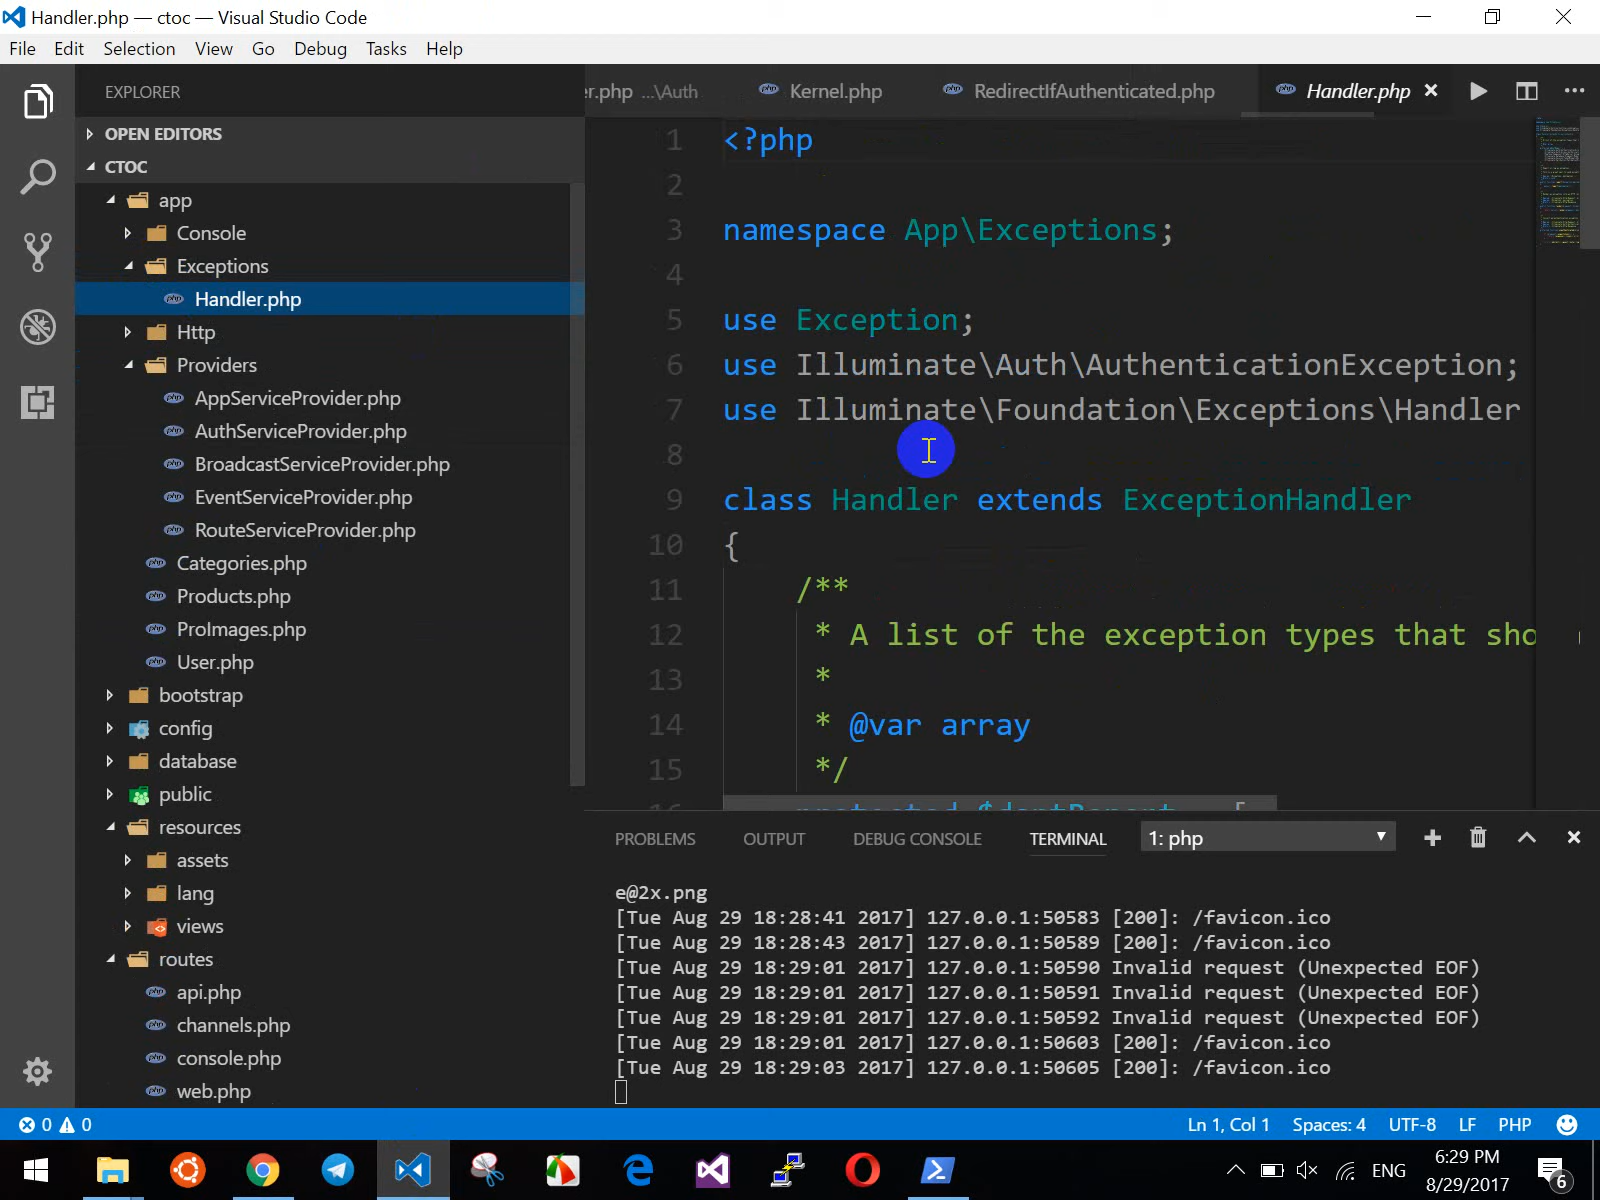 Handler.php — ctoc — Visual Studio Code
File Edit Selection View Go Debug Tasks Help
EXPLORER
OPEN EDITORS
CTOC
app
Console
Exceptions
Handler.php
Http
Providers
AppServiceProvider.php
AuthServiceProvider.php
BroadcastServiceProvider.php
EventServiceProvider.php
RouteServiceProvider.php
Categories.php
Products.php
ProImages.php
User.php
bootstrap
config
database
public
resources
assets
lang
views
routes
api.php
channels.php
console.php
web.php
er.php ...\Auth Kernel.php RedirectIfAuthenticated.php Handler.php
1 <?php
2
3 namespace App\Exceptions;
4
5 use Exception;
6 use Illuminate\Auth\AuthenticationException;
7 use Illuminate\Foundation\Exceptions\Handler
8
9 class Handler extends ExceptionHandler
10 {
11 /**
12 * A list of the exception types that sho
13 *
14 * @var array
15 */
16 protected $dontReport = [
PROBLEMS OUTPUT DEBUG CONSOLE TERMINAL 1: php
e@2x.png
[Tue Aug 29 18:28:41 2017] 127.0.0.1:50583 [200]: /favicon.ico
[Tue Aug 29 18:28:43 2017] 127.0.0.1:50589 [200]: /favicon.ico
[Tue Aug 29 18:29:01 2017] 127.0.0.1:50590 Invalid request (Unexpected EOF)
[Tue Aug 29 18:29:01 2017] 127.0.0.1:50591 Invalid request (Unexpected EOF)
[Tue Aug 29 18:29:01 2017] 127.0.0.1:50592 Invalid request (Unexpected EOF)
[Tue Aug 29 18:29:01 2017] 127.0.0.1:50603 [200]: /favicon.ico
[Tue Aug 29 18:29:03 2017] 127.0.0.1:50605 [200]: /favicon.ico
0 0 Ln 1, Col 1 Spaces: 4 UTF-8 LF PHP
ENG 6:29 PM
8/29/2017 6